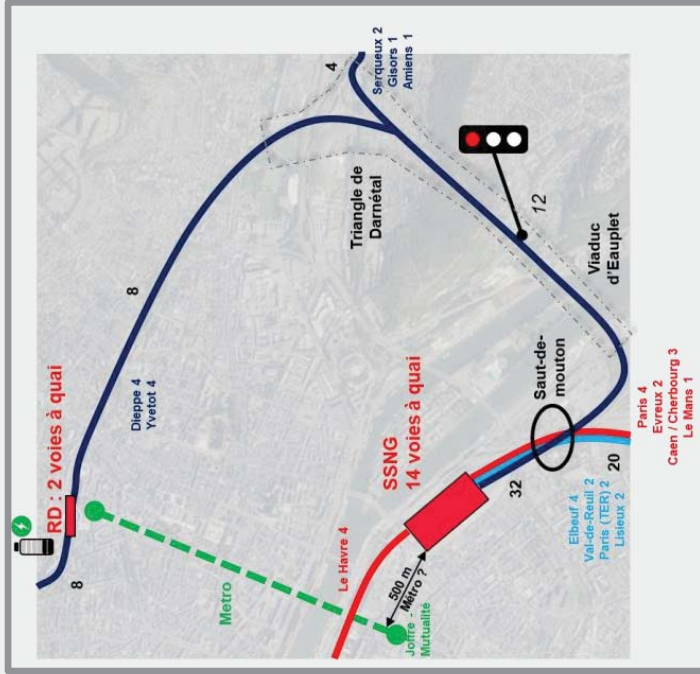 RD : 2 voies à quai
8
8
Dieppe 4
Yvetot 4
4
Serqueux 2
Gisors 1
Amiens 1
Triangle de
Darnétal
12
Viaduc
d'Eauplet
Metro
Le Havre 4
500 m
Métro ?
Joffre -
Mutualité
SSNG
14 voies à quai
32
Saut-de-
mouton
20
Elbeuf 4
Val-de-Reuil 2
Paris (TER) 2
Lisieux 2
Paris 4
Evreux 2
Caen / Cherbourg 3
Le Mans 1